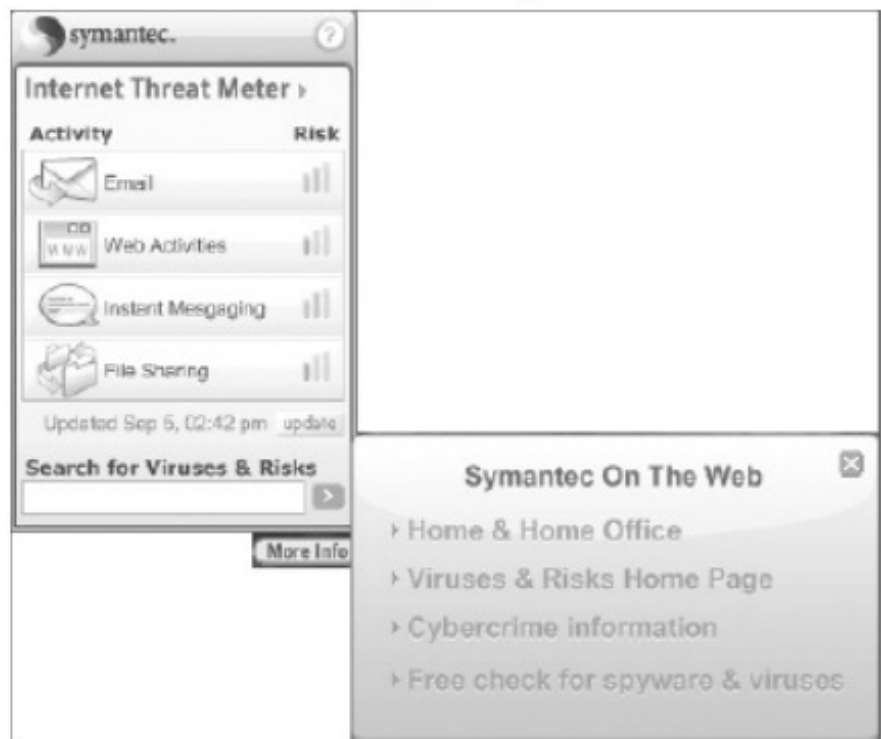 symantec.
?
Internet Threat Meter
Activity Risk
Email
WWW Web Activities
Instant Mesgaging
File Sharing
Updated Sep 5, 02:42 pm update
Search for Viruses & Risks
More Info
Symantec On The Web
Home & Home Office
Viruses & Risks Home Page
Cybercrime information
Free check for spyware & viruses